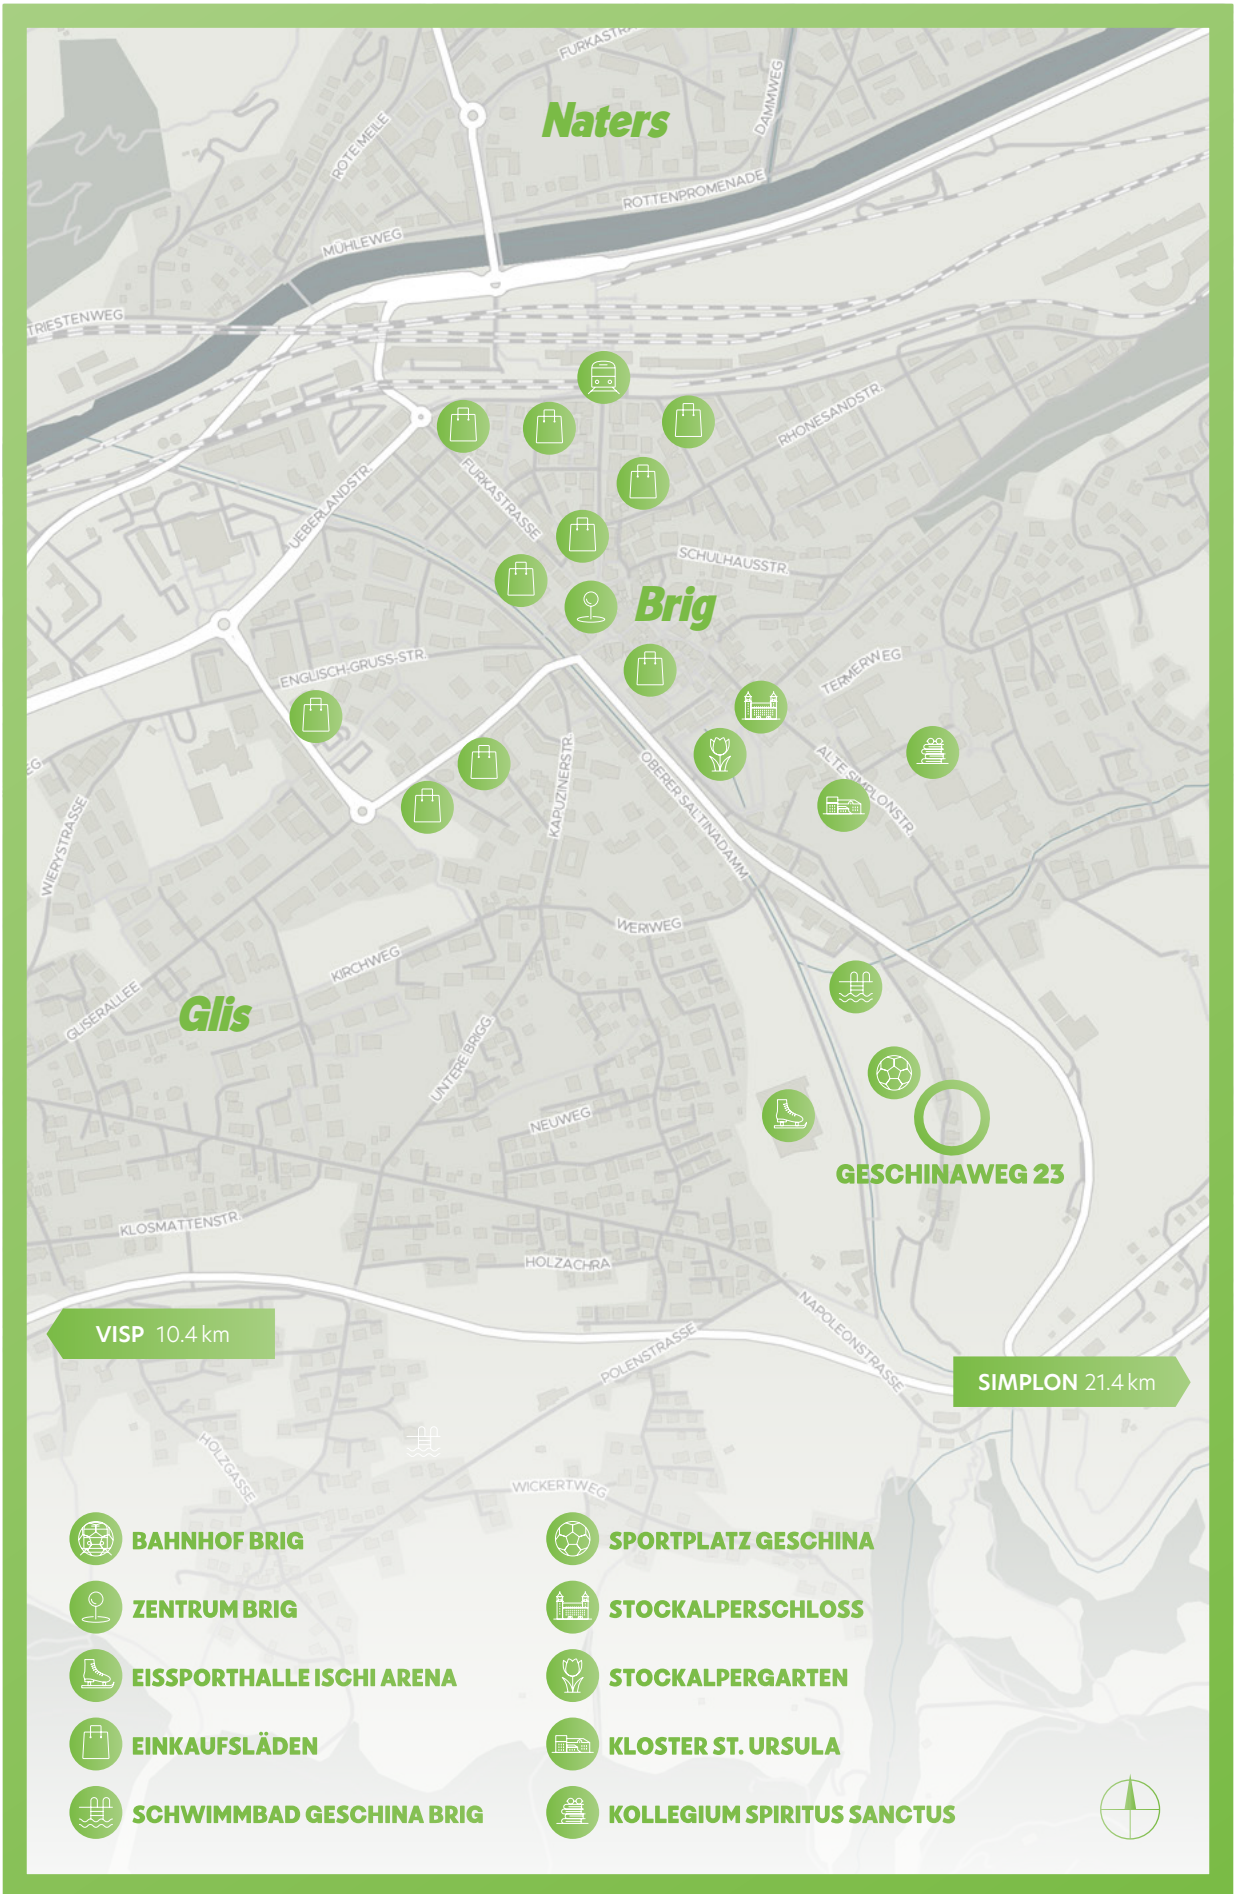 FURKASTR
Naters
DAMMWEG
ROTE MEILE
ROTTENPROMENADE
MÜHLEWEG
TRIESTENWEG
RHONESANDSTR.
FURKASTRASSE
UEBERLANDSTR.
SCHULHAUSSTR.
Brig
ENGLISCH-GRUSS-STR.
TERMERWEG
EG
ALTE SIMPLONSTR.
OBERER SALTINADAMM
KAPUZINERSTR.
WIERYSTRASSE
WERIWEG
KIRCHWEG
GLISERALLEE
Glis
UNTERE BRIGG
NEUWEG
GESCHINAWEG 23
KLOSMATTENSTR.
HOLZACHRA
NAPOLEONSTRASSE
VISP 10.4 km
POLENSTRASSE
SIMPLON 21.4 km
HOLZGASSE
WICKERTWEG
BAHNHOF BRIG
ZENTRUM BRIG
EISSPORTHALLE ISCHI ARENA
EINKAUFSLÄDEN
SCHWIMMBAD GESCHINA BRIG
SPORTPLATZ GESCHINA
STOCKALPERSCHLOSS
STOCKALPERGARTEN
KLOSTER ST. URSULA
KOLLEGIUM SPIRITUS SANCTUS